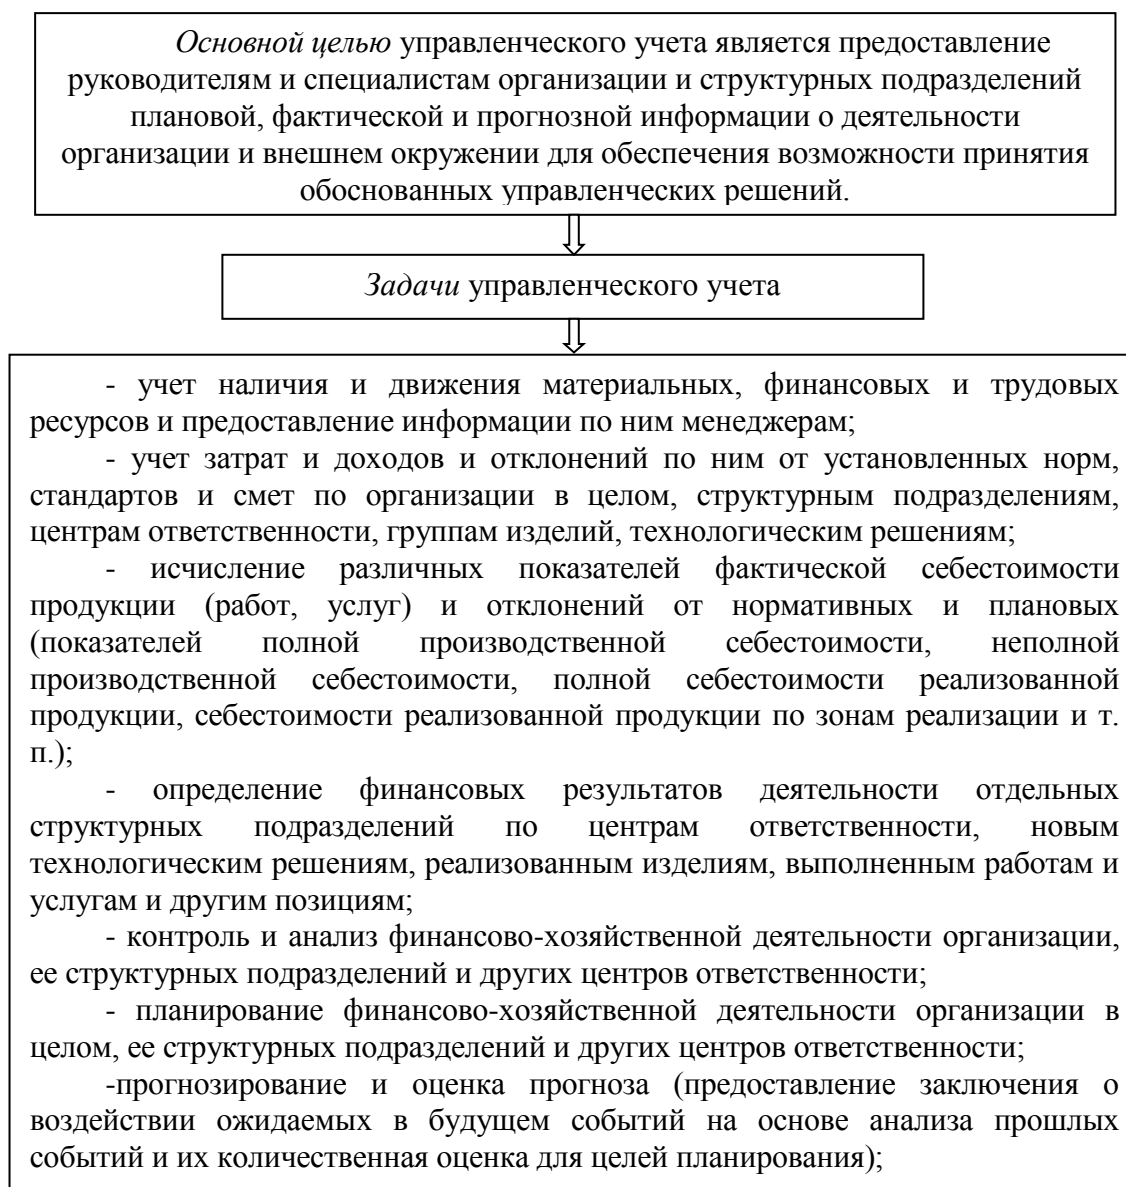 Основной целью управленческого учета является предоставление
руководителям и специалистам организации и структурных подразделений
плановой, фактической и прогнозной информации о деятельности
организации и внешнем окружении для обеспечения возможности принятия
обоснованных управленческих решений.
Задачи управленческого учета
- учет наличия и движения материальных, финансовых и трудовых
ресурсов и предоставление информации по ним менеджерам;
- учет затрат и доходов и отклонений по ним от установленных норм,
стандартов и смет по организации в целом, структурным подразделениям,
центрам ответственности, группам изделий, технологическим решениям;
- исчисление различных показателей фактической себестоимости
продукции (работ, услуг) и отклонений от нормативных и плановых
(показателей полной производственной себестоимости, неполной
производственной себестоимости, полной себестоимости реализованной
продукции, себестоимости реализованной продукции по зонам реализации и т.
п.);
- определение финансовых результатов деятельности отдельных
структурных подразделений по центрам ответственности, новым
технологическим решениям, реализованным изделиям, выполненным работам и
услугам и другим позициям;
- контроль и анализ финансово-хозяйственной деятельности организации,
ее структурных подразделений и других центров ответственности;
- планирование финансово-хозяйственной деятельности организации в
целом, ее структурных подразделений и других центров ответственности;
-прогнозирование и оценка прогноза (предоставление заключения о
воздействии ожидаемых в будущем событий на основе анализа прошлых
событий и их количественная оценка для целей планирования);